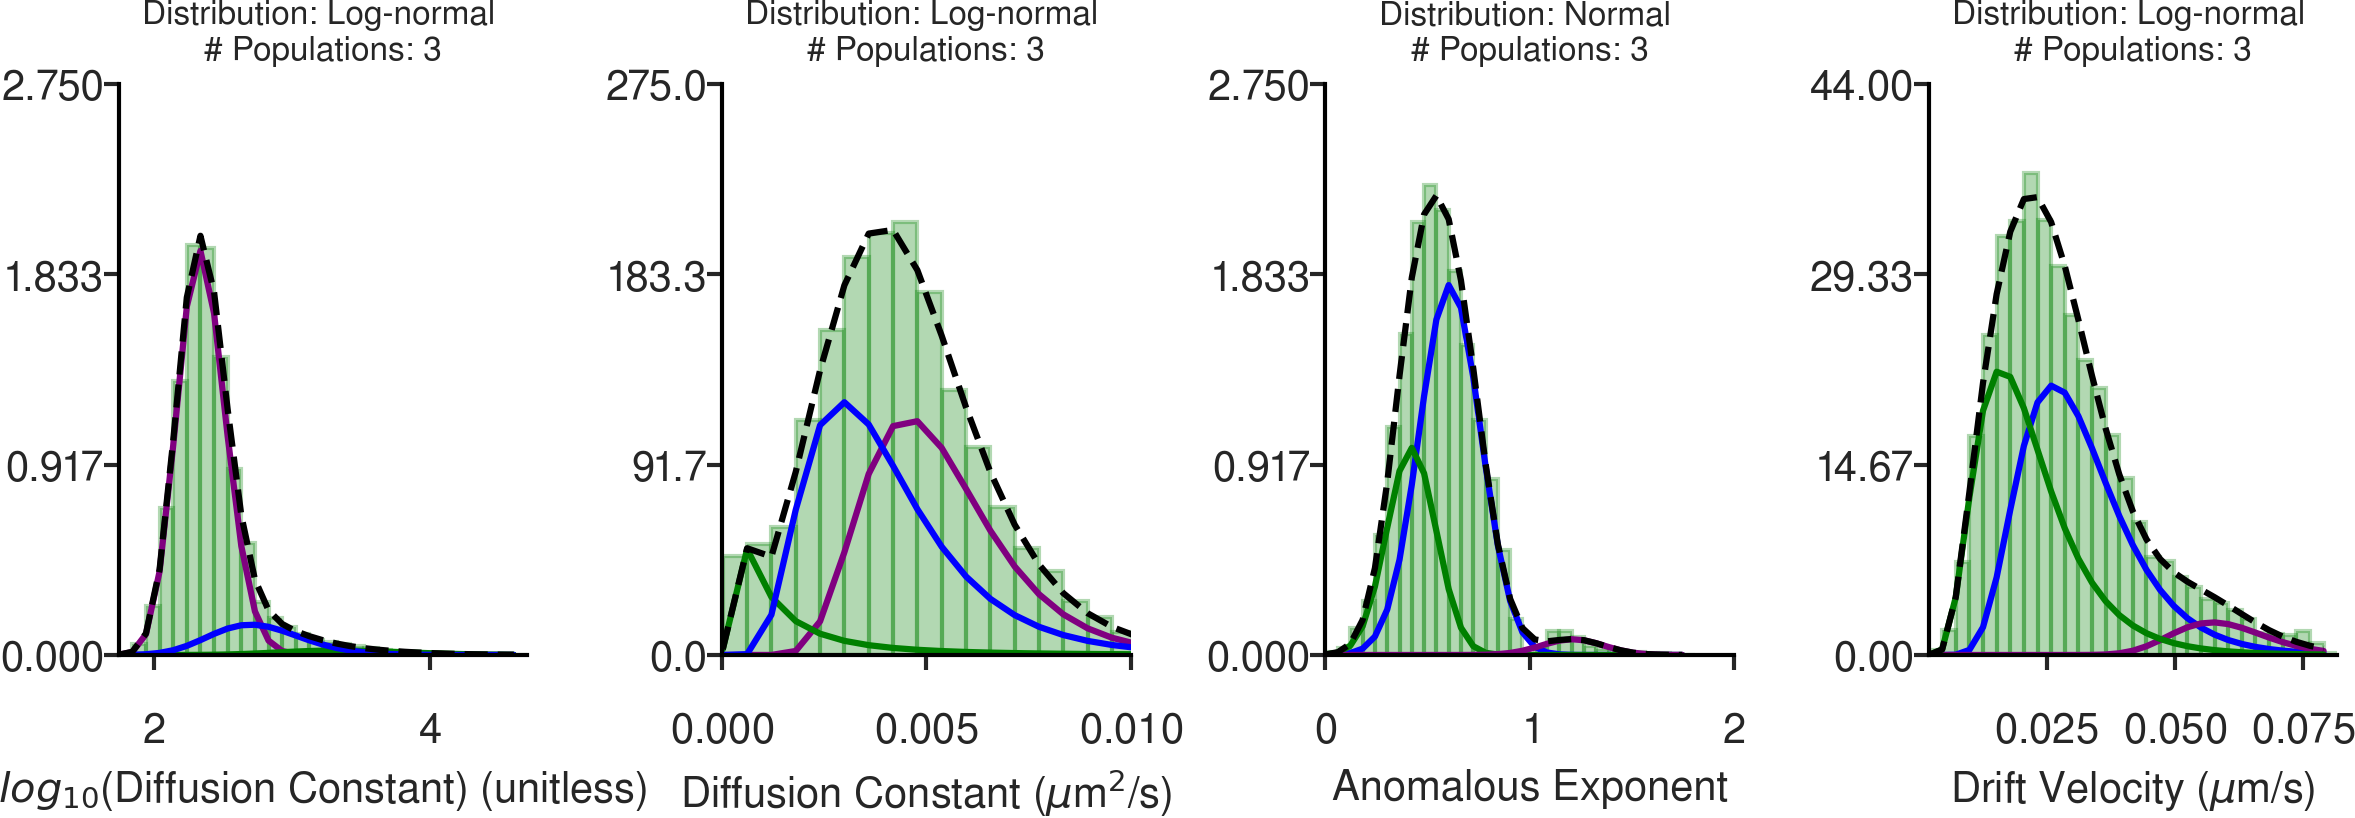 Distribution: Log-normal
# Populations: 3
2.750
1.833
0.917
0.000
2
4
log₁₀(Diffusion Constant) (unitless)
Distribution: Log-normal
# Populations: 3
275.0
183.3
91.7
0.0
0.000
0.005
0.010
Diffusion Constant (μm²/s)
Distribution: Normal
# Populations: 3
2.750
1.833
0.917
0.000
0
1
2
Anomalous Exponent
Distribution: Log-normal
# Populations: 3
44.00
29.33
14.67
0.00
0.025
0.050
0.075
Drift Velocity (μm/s)